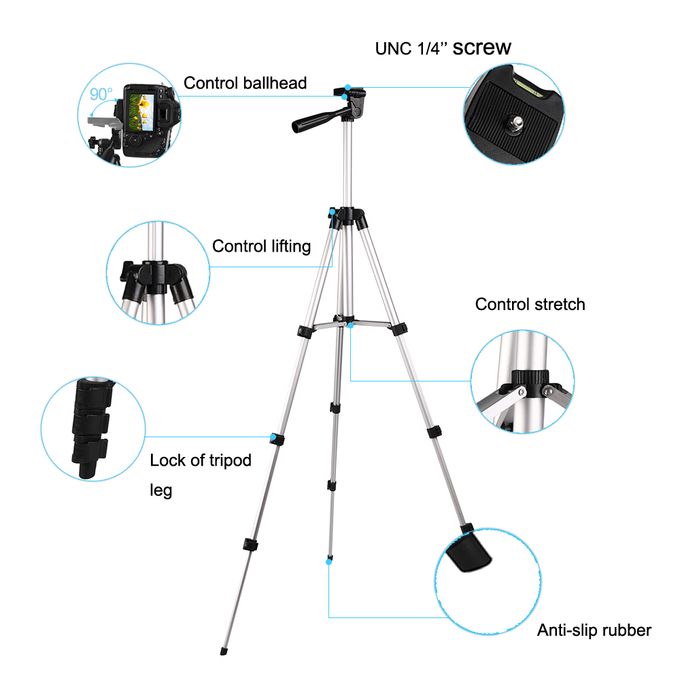 UNC 1/4’’ screw
Control ballhead
90°
Control lifting
Control stretch
Lock of tripod
leg
Anti-slip rubber